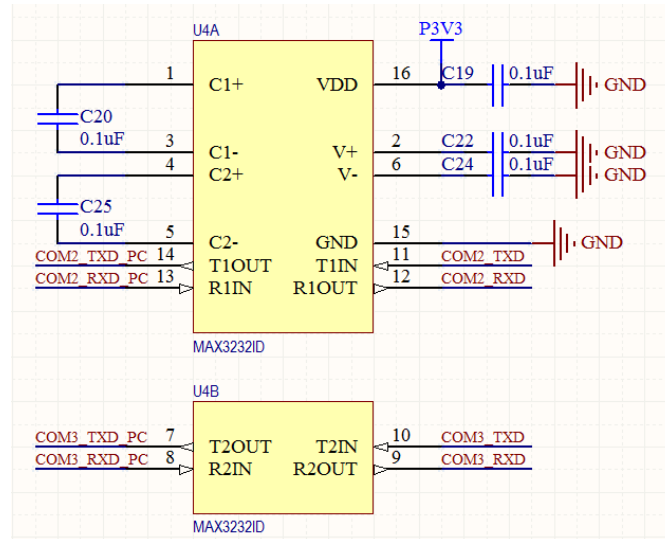 U4A
P3V3
1 C1+ VDD 16 C19 0.1uF GND
C20
0.1uF
3 C1- V+ 2 C22 0.1uF GND
4 C2+ V- 6 C24 0.1uF GND
C25
0.1uF
5 C2- GND 15 GND
COM2_TXD_PC 14 T1OUT T1IN 11 COM2_TXD
COM2_RXD_PC 13 R1IN R1OUT 12 COM2_RXD
MAX3232ID
U4B
COM3_TXD_PC 7 T2OUT T2IN 10 COM3_TXD
COM3_RXD_PC 8 R2IN R2OUT 9 COM3_RXD
MAX3232ID